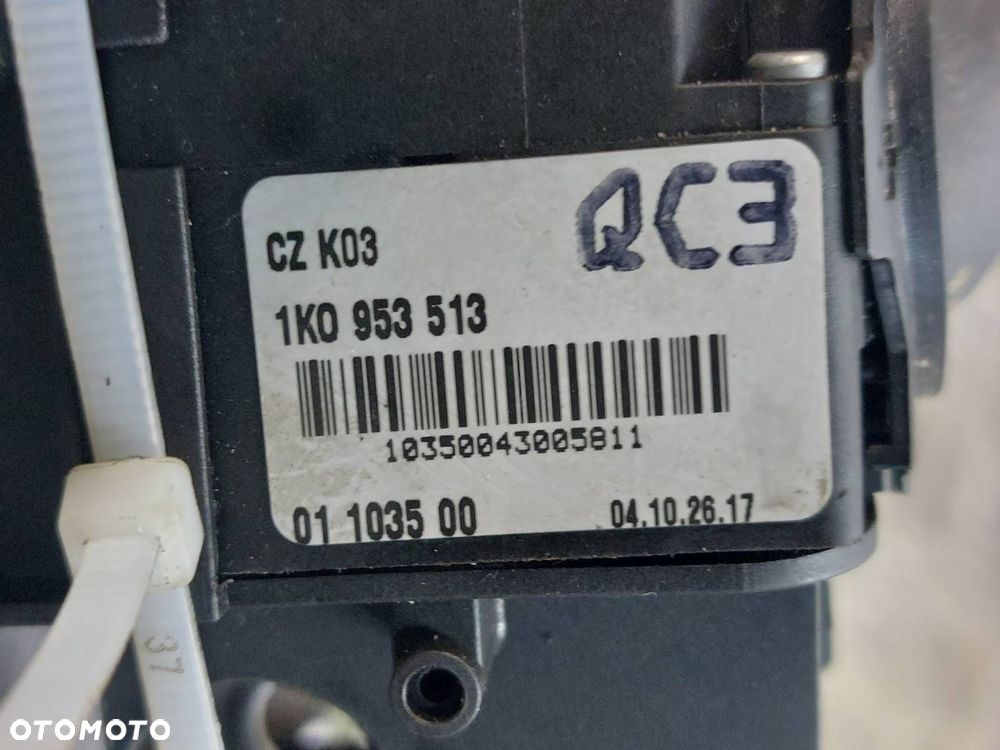 QC3
CZ K03
1K0 953 513
10350043005811
01 1035 00
04.10.26.17
37
OTOMOTO